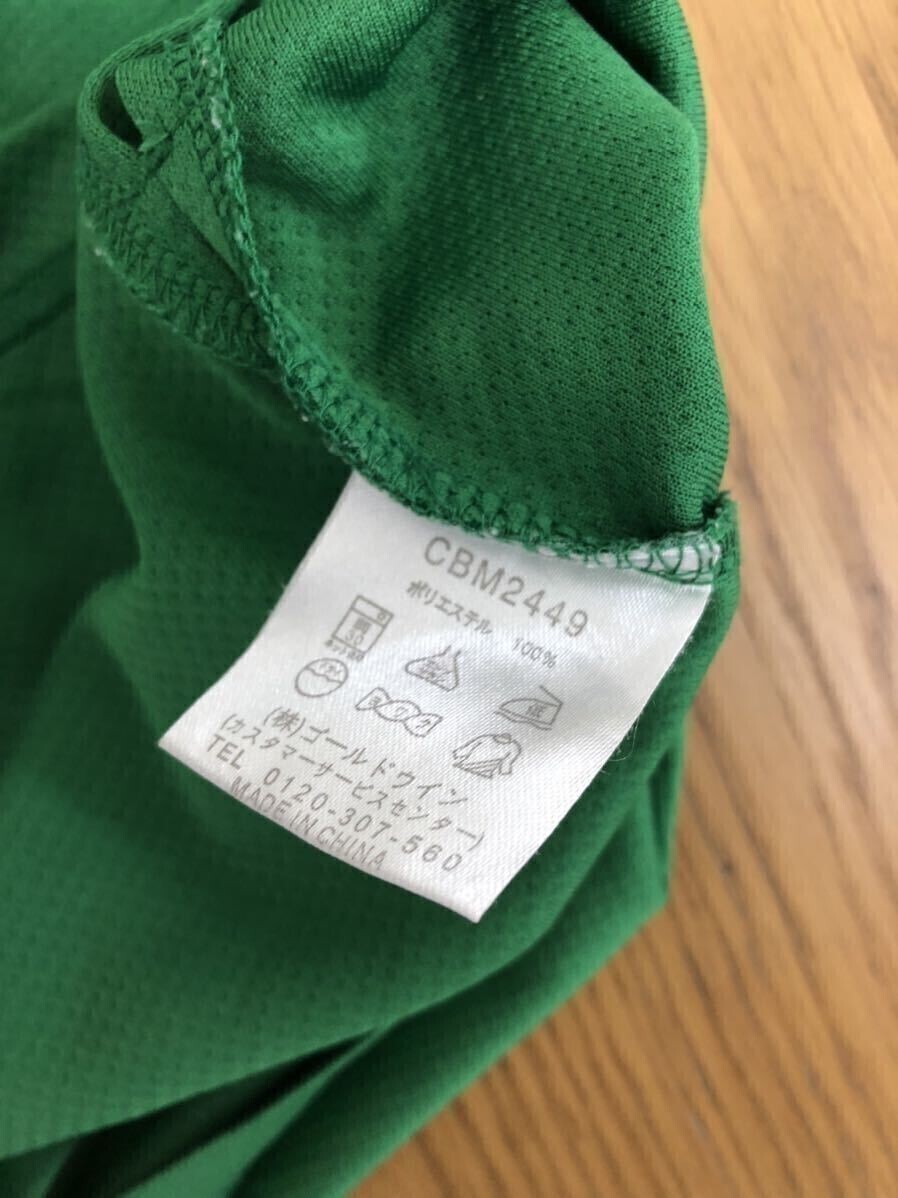 CBM2449
ポリエステル 100%
30
(株)ゴールドウイン
(カスタマーサービスセンター)
TEL 0120-307-560
MADE IN CHINA